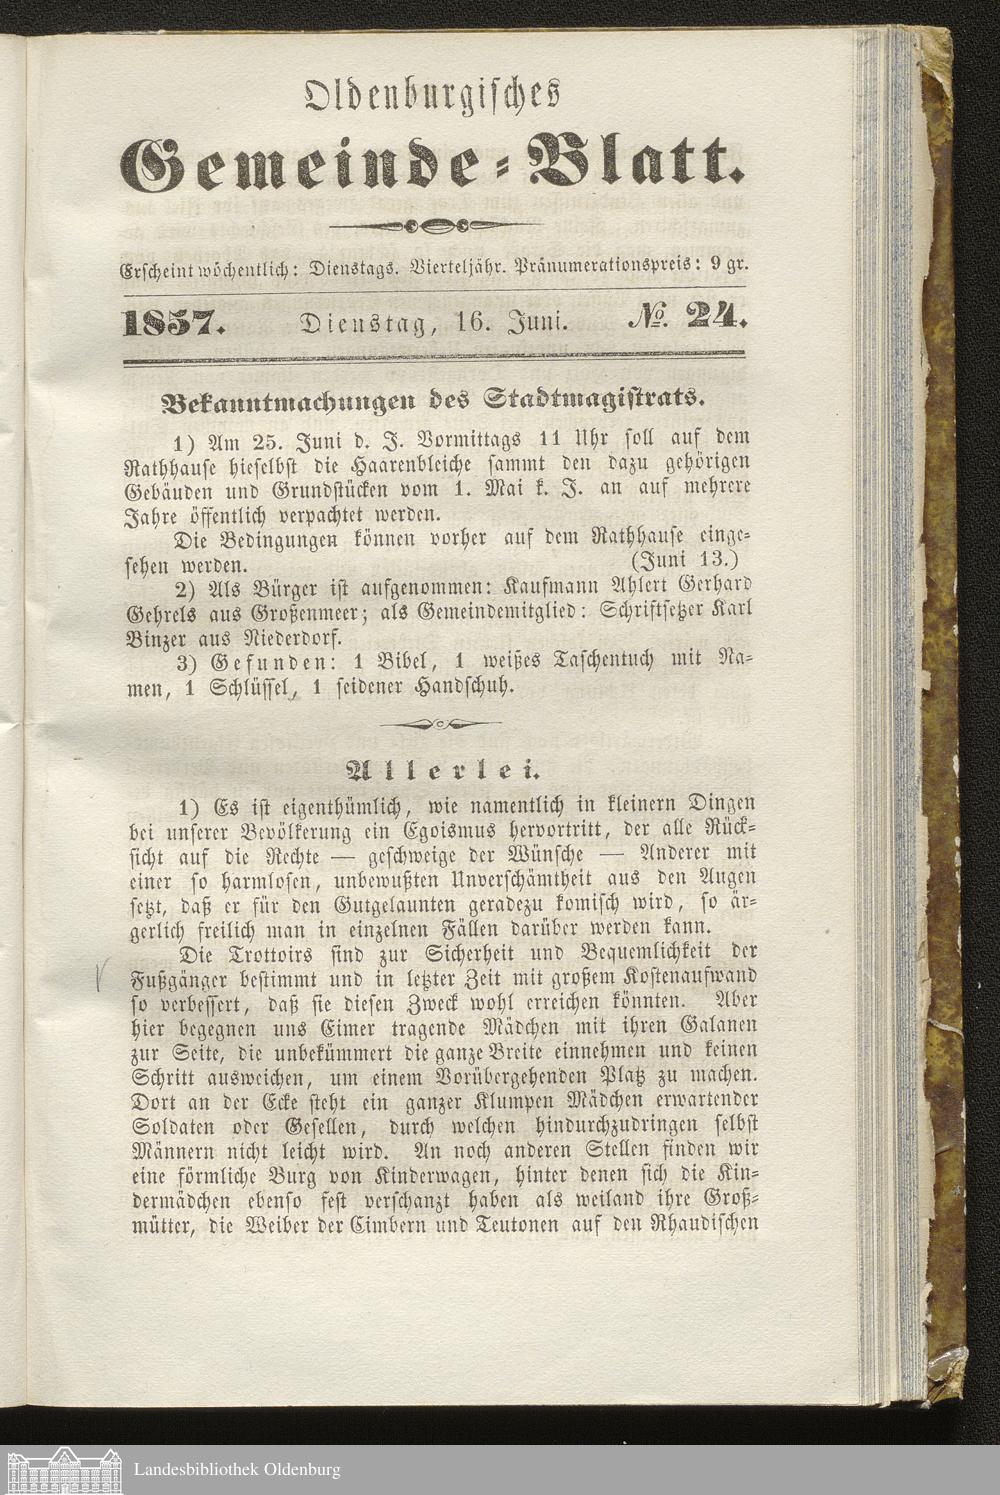 Oldenburgisches
Gemeinde-Blatt.
Erscheint wöchentlich: Dienstags. Vierteljähr. Pränumerationspreis: 9 gr.
1857. Dienstag, 16. Juni. № 24.
Bekanntmachungen des Stadtmagistrats.
1) Am 25. Juni d. J. Vormittags 11 Uhr soll auf dem
Rathhause hieselbst die Haarenbleiche sammt den dazu gehörigen
Gebäuden und Grundstücken vom 1. Mai k. J. an auf mehrere
Jahre öffentlich verpachtet werden.
Die Bedingungen können vorher auf dem Rathhause einge-
sehen werden. (Juni 13.)
2) Als Bürger ist aufgenommen: Kaufmann Ahlert Gerhard
Gehrels aus Großenmeer; als Gemeindemitglied: Schriftsetzer Karl
Binzer aus Niederdorf.
3) Gefunden: 1 Bibel, 1 weißes Taschentuch mit Na-
men, 1 Schlüssel, 1 seidener Handschuh.
Allerlei.
1) Es ist eigenthümlich, wie namentlich in kleinern Dingen
bei unserer Bevölkerung ein Egoismus hervortritt, der alle Rück-
sicht auf die Rechte — geschweige der Wünsche — Anderer mit
einer so harmlosen, unbewußten Unverschämtheit aus den Augen
setzt, daß er für den Gutgelaunten geradezu komisch wird, so är-
gerlich freilich man in einzelnen Fällen darüber werden kann.
Die Trottoirs sind zur Sicherheit und Bequemlichkeit der
Fußgänger bestimmt und in letzter Zeit mit großem Kostenaufwand
so verbessert, daß sie diesen Zweck wohl erreichen könnten. Aber
hier begegnen uns Eimer tragende Mädchen mit ihren Galanen
zur Seite, die unbekümmert die ganze Breite einnehmen und keinen
Schritt ausweichen, um einem Vorübergehenden Platz zu machen.
Dort an der Ecke steht ein ganzer Klumpen Mädchen erwartender
Soldaten oder Gesellen, durch welchen hindurchzudringen selbst
Männern nicht leicht wird. An noch anderen Stellen finden wir
eine förmliche Burg von Kinderwagen, hinter denen sich die Kin-
dermädchen ebenso fest verschanzt haben als weiland ihre Groß-
mütter, die Weiber der Cimbern und Teutonen auf den Rhaudischen
Landesbibliothek Oldenburg